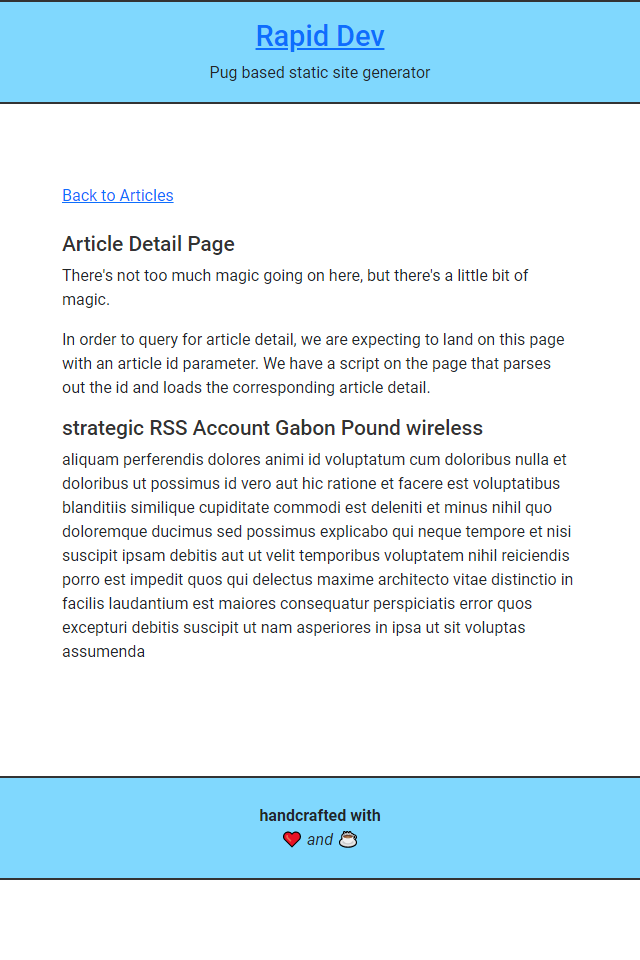 Rapid Dev
Pug based static site generator
Back to Articles
Article Detail Page
There's not too much magic going on here, but there's a little bit of
magic.
In order to query for article detail, we are expecting to land on this page
with an article id parameter. We have a script on the page that parses
out the id and loads the corresponding article detail.
strategic RSS Account Gabon Pound wireless
aliquam perferendis dolores animi id voluptatum cum doloribus nulla et
doloribus ut possimus id vero aut hic ratione et facere est voluptatibus
blanditiis similique cupiditate commodi est deleniti et minus nihil quo
doloremque ducimus sed possimus explicabo qui neque tempore et nisi
suscipit ipsam debitis aut ut velit temporibus voluptatem nihil reiciendis
porro est impedit quos qui delectus maxime architecto vitae distinctio in
facilis laudantium est maiores consequatur perspiciatis error quos
excepturi debitis suscipit ut nam asperiores in ipsa ut sit voluptas
assumenda
handcrafted with
❤️ and ☕